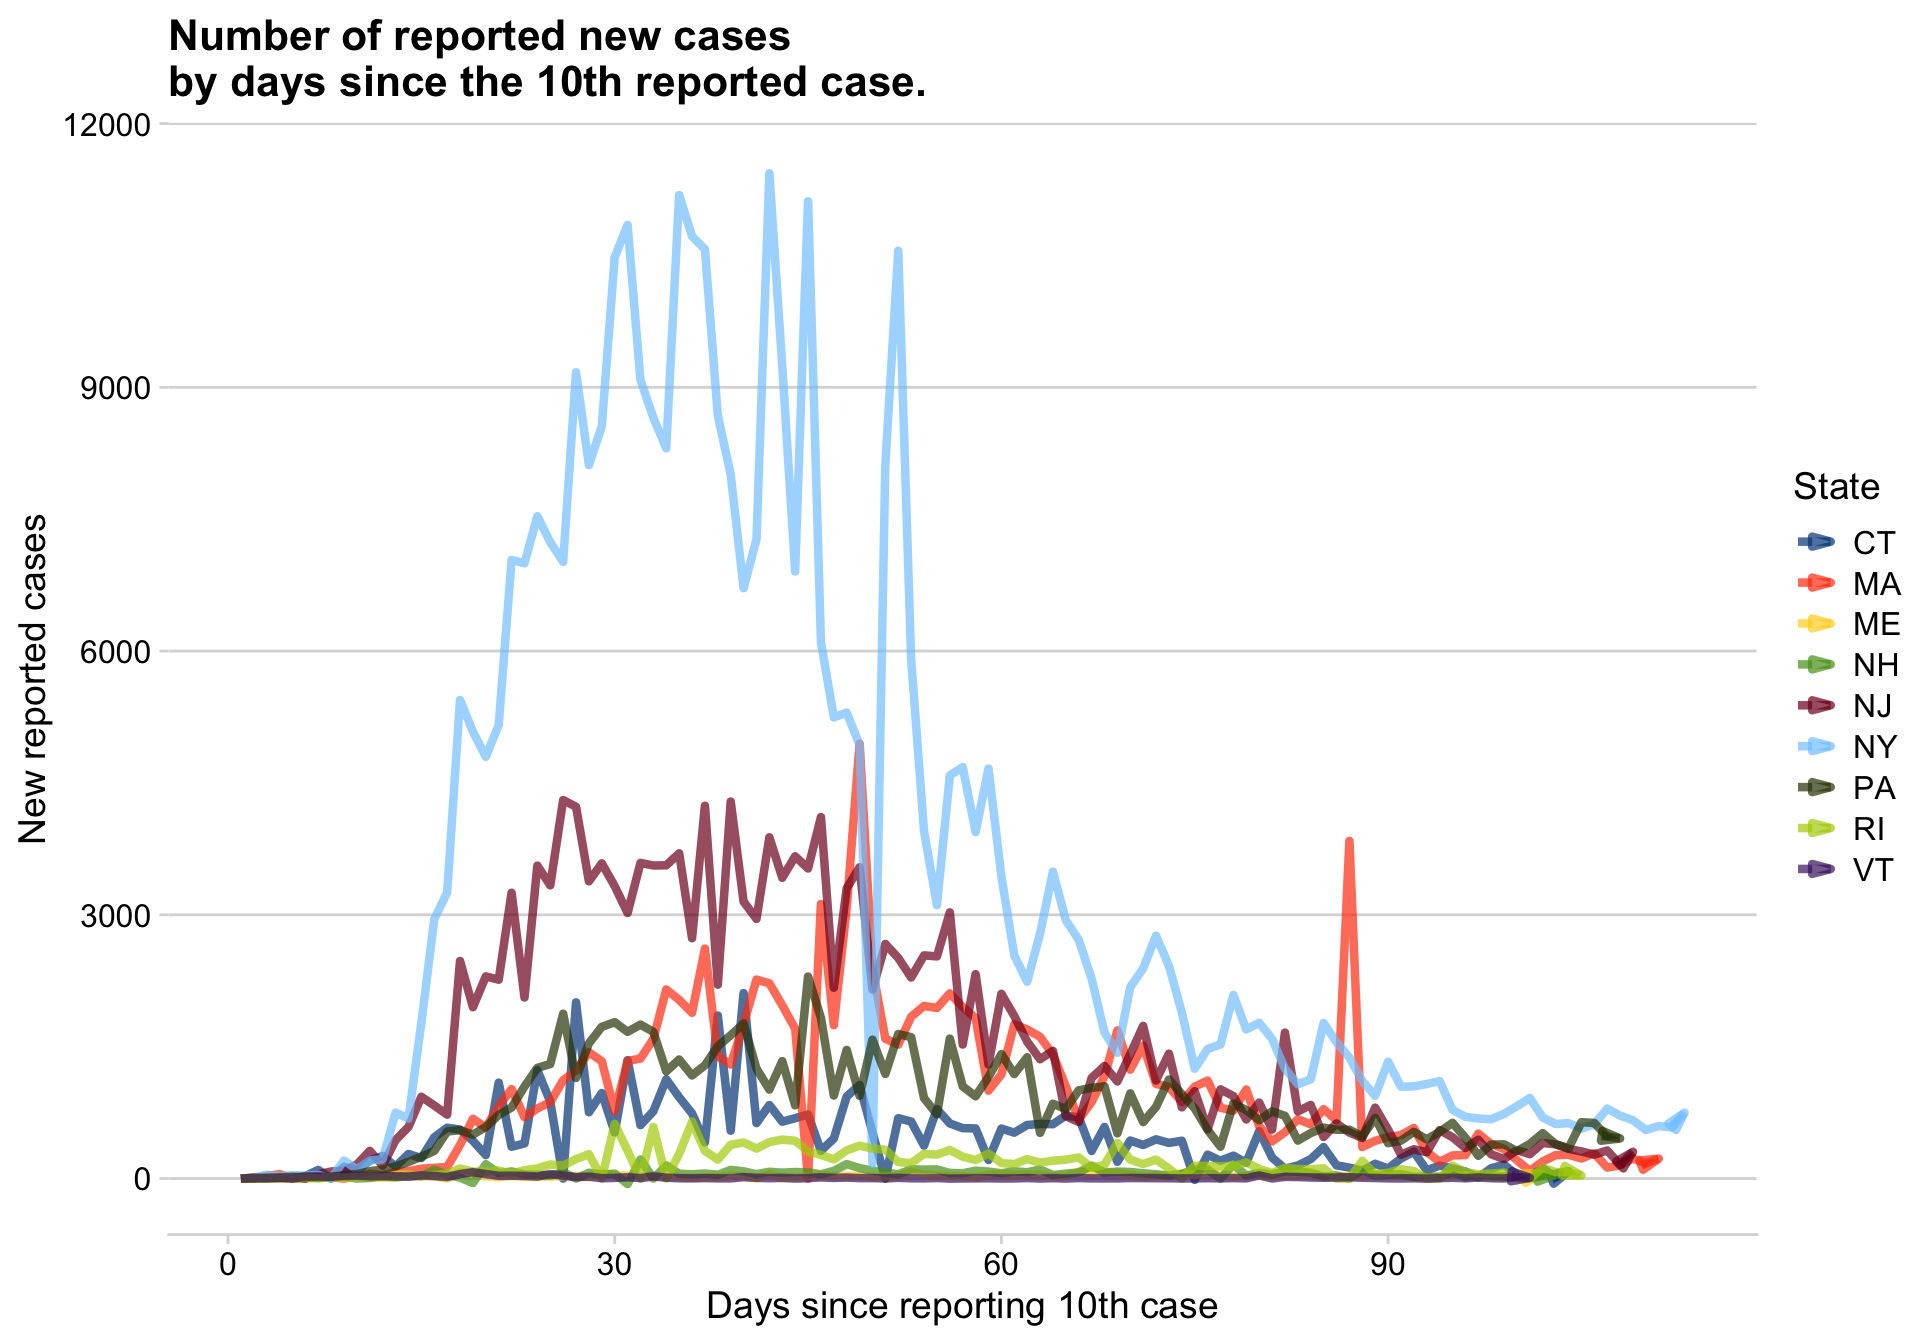 Number of reported new cases
by days since the 10th reported case.
12000
9000
6000
3000
0
New reported cases
0
30
60
90
Days since reporting 10th case
State
CT
MA
ME
NH
NJ
NY
PA
RI
VT